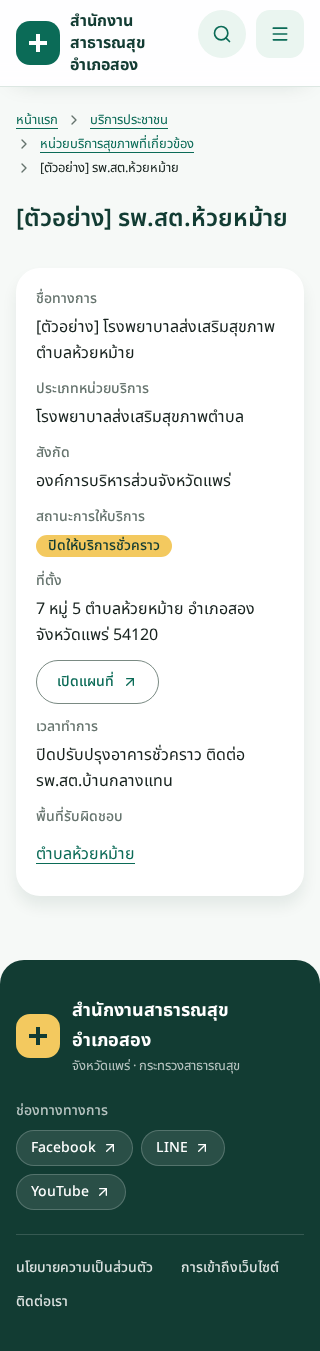 สำนักงาน
สาธารณสุข
อำเภอสอง
หน้าแรก
บริการประชาชน
หน่วยบริการสุขภาพที่เกี่ยวข้อง
[ตัวอย่าง] รพ.สต.ห้วยหม้าย
[ตัวอย่าง] รพ.สต.ห้วยหม้าย
ชื่อทางการ
[ตัวอย่าง] โรงพยาบาลส่งเสริมสุขภาพ
ตำบลห้วยหม้าย
ประเภทหน่วยบริการ
โรงพยาบาลส่งเสริมสุขภาพตำบล
สังกัด
องค์การบริหารส่วนจังหวัดแพร่
สถานะการให้บริการ
ปิดให้บริการชั่วคราว
ที่ตั้ง
7 หมู่ 5 ตำบลห้วยหม้าย อำเภอสอง
จังหวัดแพร่ 54120
เปิดแผนที่
เวลาทำการ
ปิดปรับปรุงอาคารชั่วคราว ติดต่อ
รพ.สต.บ้านกลางแทน
พื้นที่รับผิดชอบ
ตำบลห้วยหม้าย
สำนักงานสาธารณสุข
อำเภอสอง
จังหวัดแพร่ · กระทรวงสาธารณสุข
ช่องทางทางการ
Facebook
LINE
YouTube
นโยบายความเป็นส่วนตัว
การเข้าถึงเว็บไซต์
ติดต่อเรา